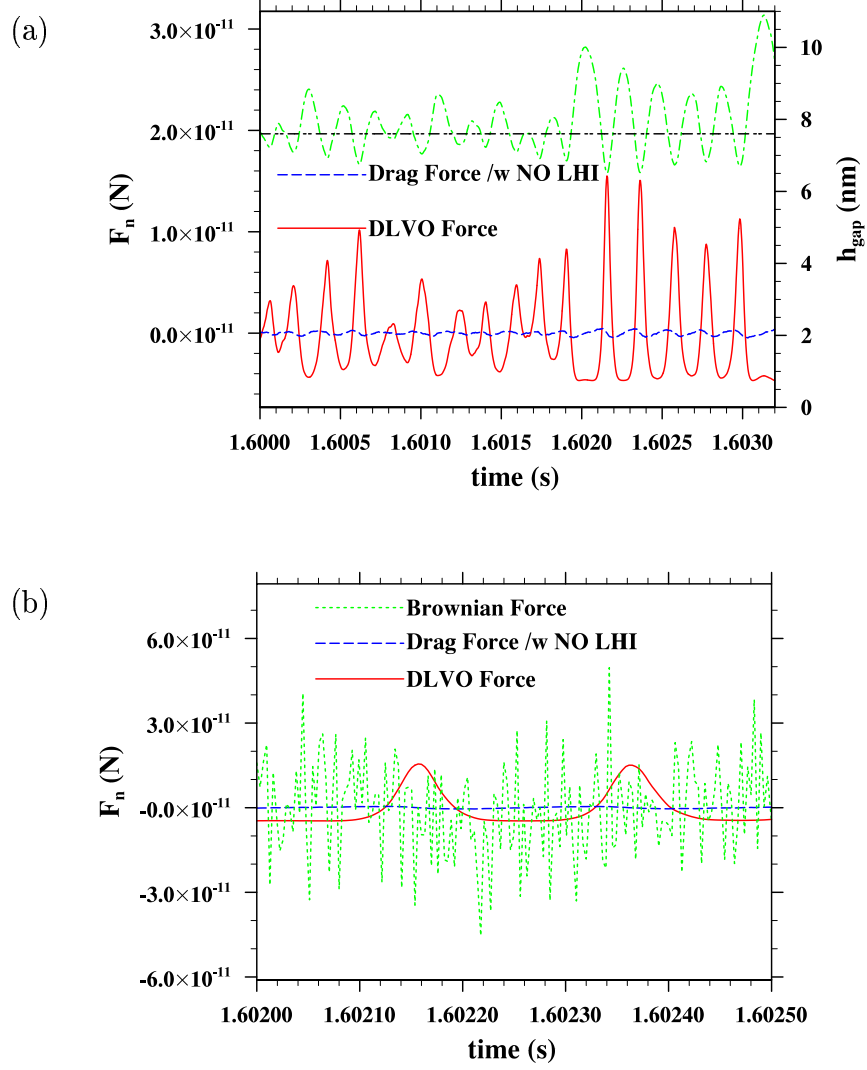 (a)
3.0×10⁻¹¹
2.0×10⁻¹¹
1.0×10⁻¹¹
0.0×10⁻¹¹
Fₙ (N)
Drag Force /w NO LHI
DLVO Force
10
8
6
4
2
0
h_gap (nm)
1.6000 1.6005 1.6010 1.6015 1.6020 1.6025 1.6030
time (s)
(b)
6.0×10⁻¹¹
3.0×10⁻¹¹
-0.0×10⁻¹¹
-3.0×10⁻¹¹
-6.0×10⁻¹¹
Fₙ (N)
Brownian Force
Drag Force /w NO LHI
DLVO Force
1.60200 1.60210 1.60220 1.60230 1.60240 1.60250
time (s)